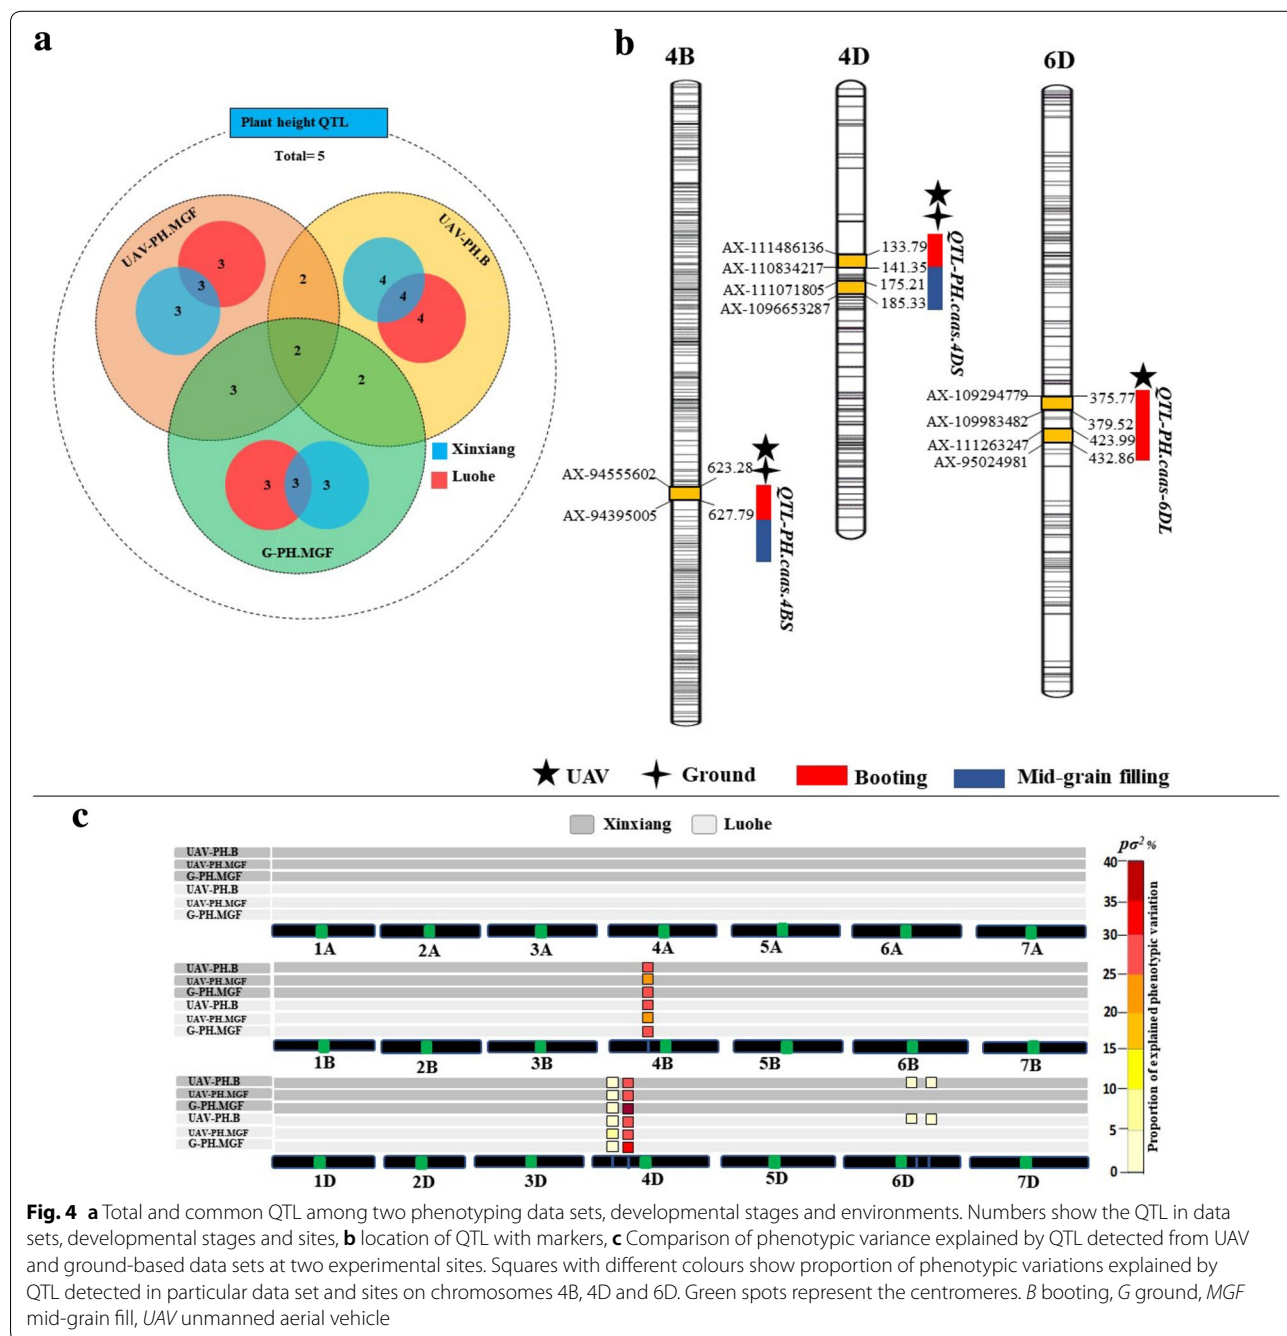 a
Plant height QTL
Total= 5
UAV-PH.MGF
UAV-PH.B
3
3
3
2
4
4
4
2
3
2
3
3
3
G-PH.MGF
Xinxiang
Luohe
b
4B
4D
6D
AX-111486136
133.79
AX-110834217
141.35
AX-111071805
175.21
AX-1096653287
185.33
QTL-PH.caas.4DS
AX-109294779
375.77
AX-109983482
379.52
AX-111263247
423.99
AX-95024981
432.86
QTL-PH.caas-6DL
AX-94555602
623.28
AX-94395005
627.79
QTL-PH.caas.4BS
UAV
Ground
Booting
Mid-grain filling
c
Xinxiang
Luohe
UAV-PH.B
UAV-PH.MGF
G-PH.MGF
UAV-PH.B
UAV-PH.MGF
G-PH.MGF
1A 2A 3A 4A 5A 6A 7A
UAV-PH.B
UAV-PH.MGF
G-PH.MGF
UAV-PH.B
UAV-PH.MGF
G-PH.MGF
1B 2B 3B 4B 5B 6B 7B
UAV-PH.B
UAV-PH.MGF
G-PH.MGF
UAV-PH.B
UAV-PH.MGF
G-PH.MGF
1D 2D 3D 4D 5D 6D 7D
pσ² %
40
35
30
25
20
15
10
5
0
Proportion of explained phenotypic variation
Fig. 4 a Total and common QTL among two phenotyping data sets, developmental stages and environments. Numbers show the QTL in data
sets, developmental stages and sites, b location of QTL with markers, c Comparison of phenotypic variance explained by QTL detected from UAV
and ground-based data sets at two experimental sites. Squares with different colours show proportion of phenotypic variations explained by
QTL detected in particular data set and sites on chromosomes 4B, 4D and 6D. Green spots represent the centromeres. B booting, G ground, MGF
mid-grain fill, UAV unmanned aerial vehicle